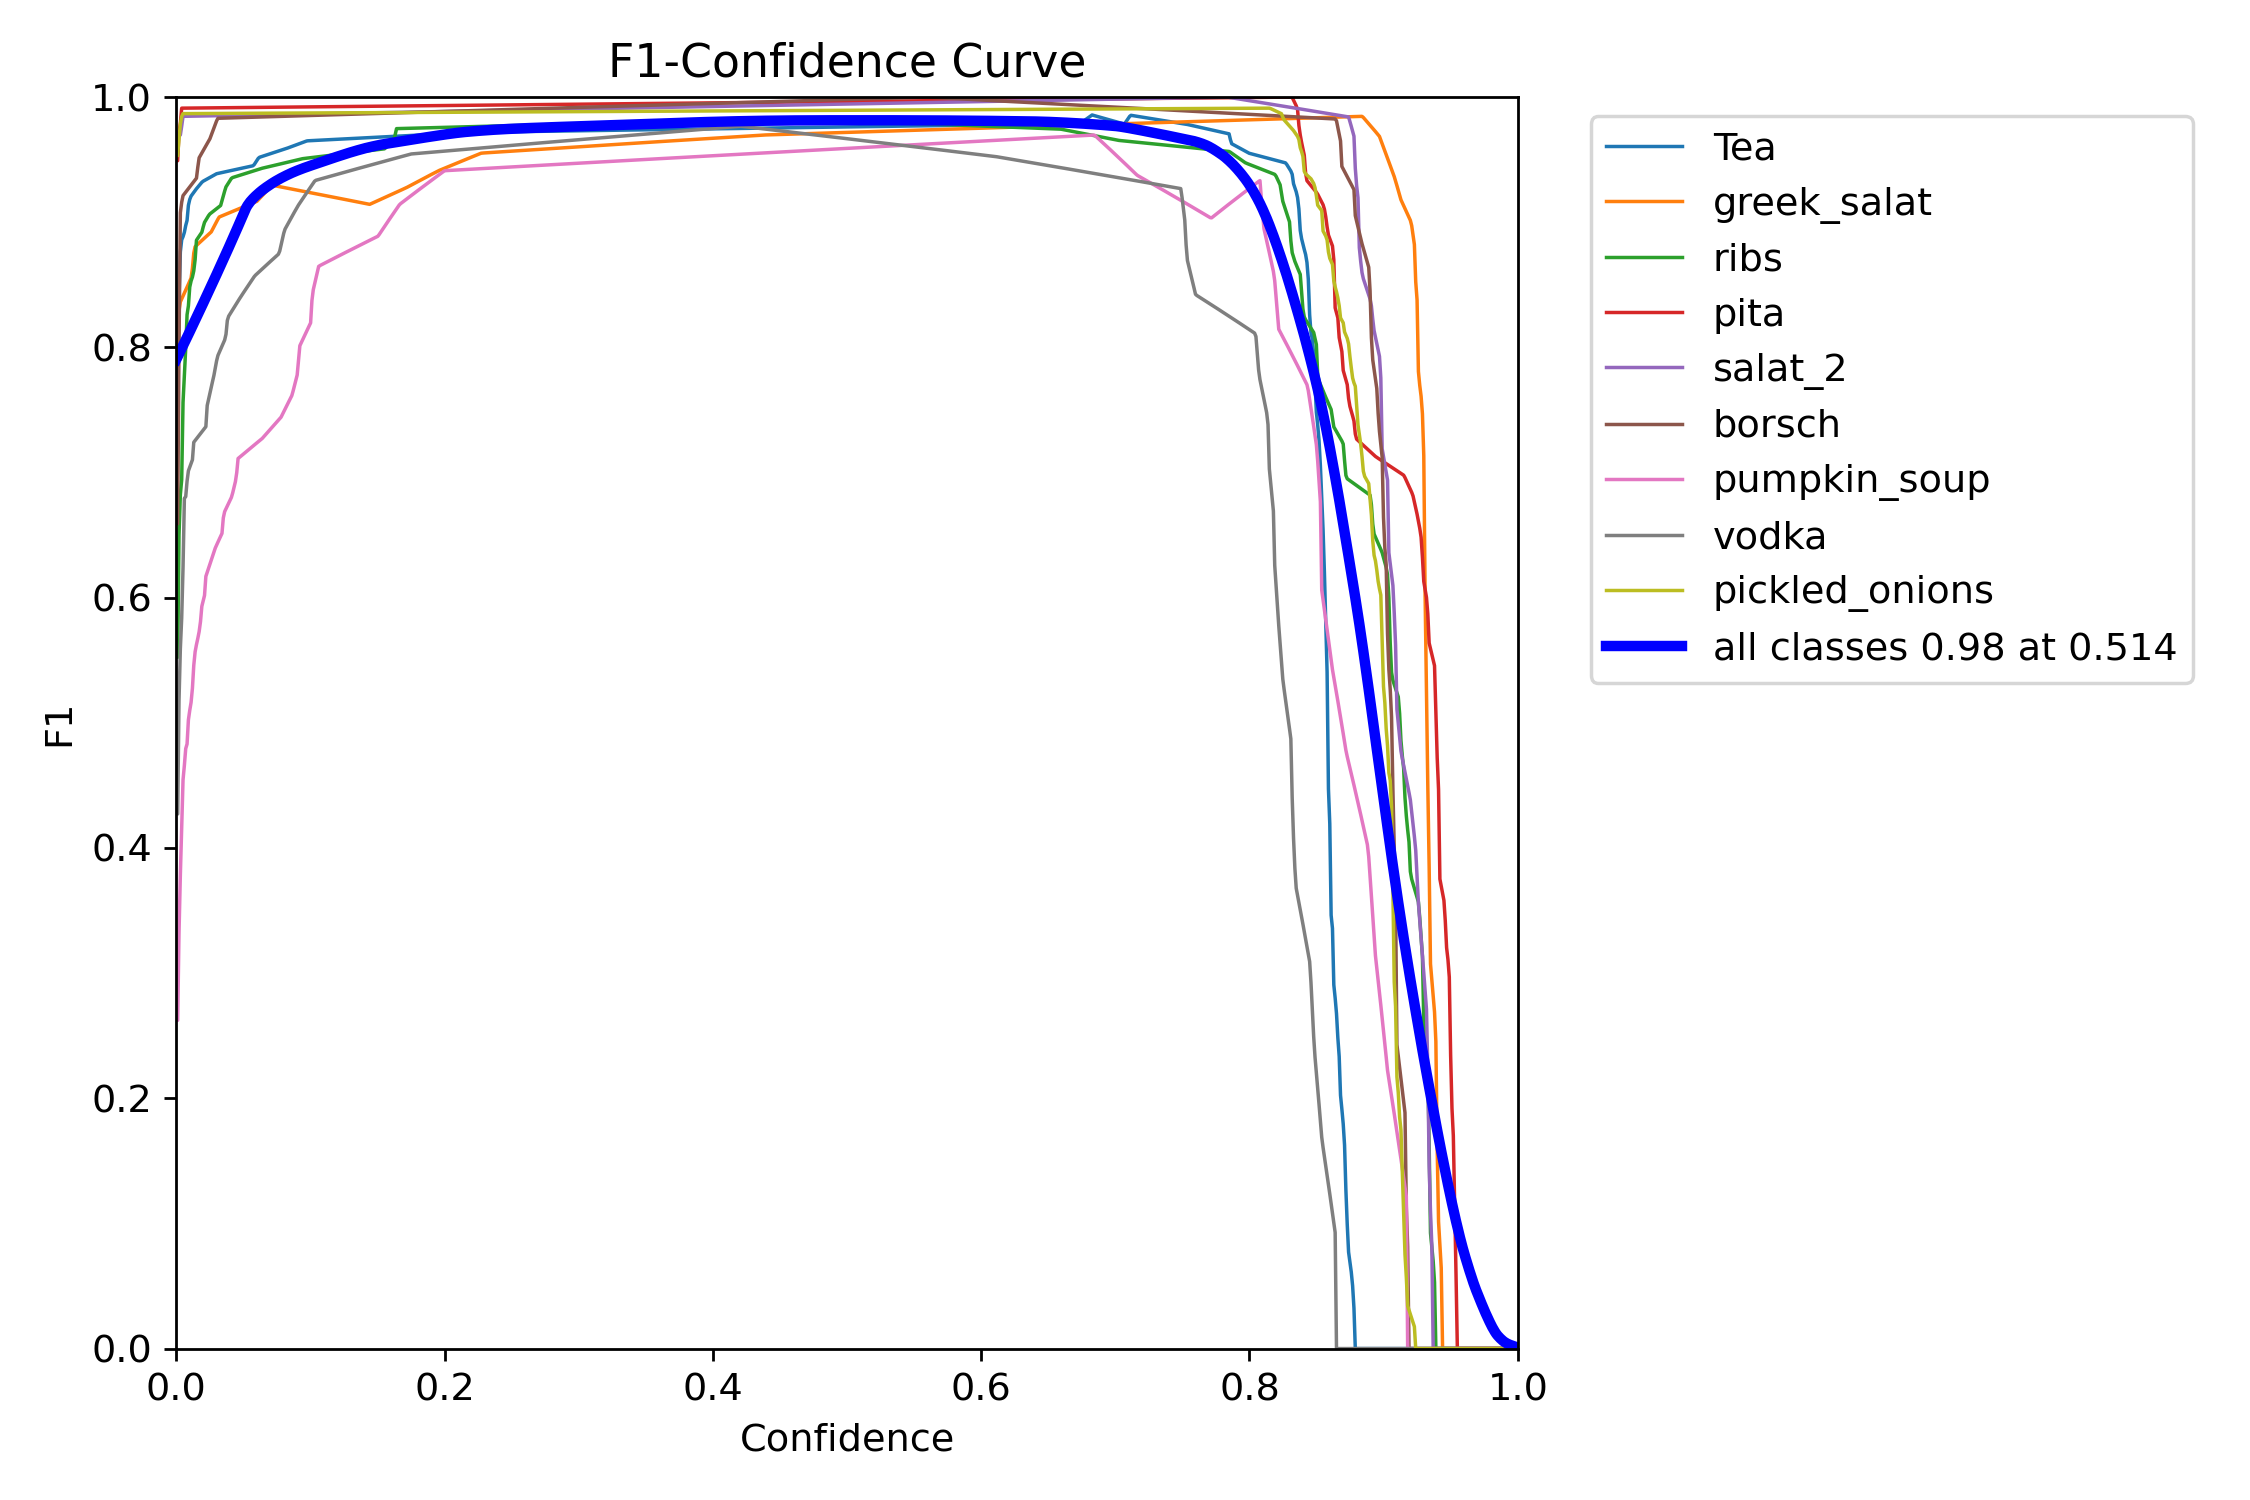 F1-Confidence Curve
1.0
0.8
0.6
0.4
0.2
0.0
F1
0.0 0.2 0.4 0.6 0.8 1.0
Confidence
Tea
greek_salat
ribs
pita
salat_2
borsch
pumpkin_soup
vodka
pickled_onions
all classes 0.98 at 0.514